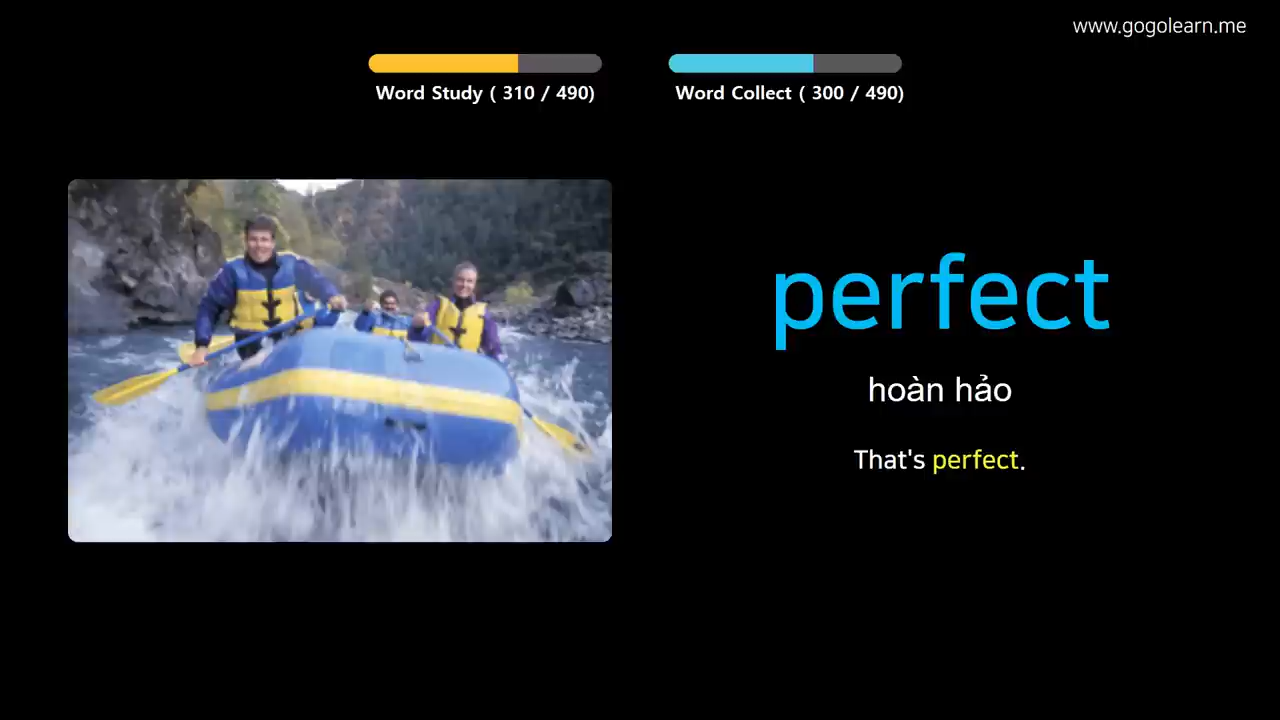 www.gogolearn.me
Word Study ( 310 / 490)
Word Collect ( 300 / 490)
perfect
hoàn hảo
That's perfect.